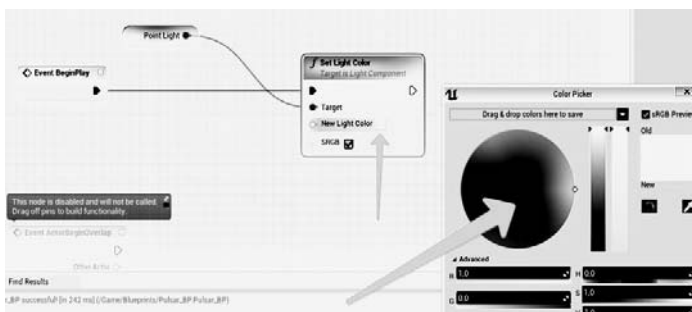 Point Light
Event BeginPlay
f Set Light Color
Target is Light Component
Target
New Light Color
SRGB
This node is disabled and will not be called.
Drag off pins to build functionality.
Event ActorBeginOverlap
Other Actor
Find Results
_BP successful! [in 242 ms] (/Game/Blueprints/Pulsar_BP.Pulsar_BP)
Color Picker
X
Drag & drop colors here to save
sRGB Preview
Old
New
Advanced
R 1.0
H 0.0
G 0.0
S 1.0